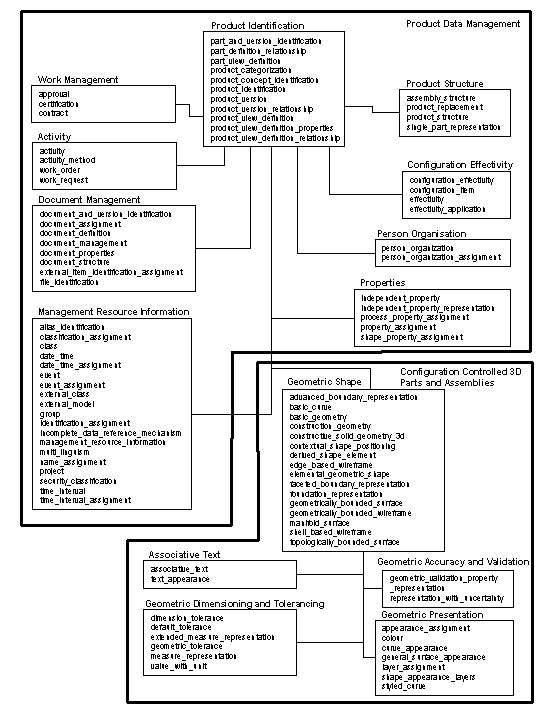 Product Identification
Product Data Management
part_and_version_identification
part_definition_relationship
part_view_definition
product_categorization
product_concept_identification
product_identification
product_version
product_version_relationship
product_view_definition
product_view_definition_properties
product_view_definition_relationship
Work Management
approval
certification
contract
Product Structure
assembly_structure
product_replacement
product_structure
single_part_representation
Activity
activity
activity_method
work_order
work_request
Configuration Effectivity
configuration_effectivity
configuration_item
effectivity
effectivity_application
Document Management
document_and_version_identification
document_assignment
document_definition
document_management
document_properties
document_structure
external_item_identification_assignment
file_identification
Person Organisation
person_organization
person_organization_assignment
Properties
independent_property
independent_property_representation
process_property_assignment
property_assignment
shape_property_assignment
Management Resource Information
alias_identification
classification_assignment
class
date_time
date_time_assignment
event
event_assignment
external_class
external_model
group
identification_assignment
incomplete_data_reference_mechanism
management_resource_information
multi_linguism
name_assignment
project
security_classification
time_interval
time_interval_assignment
Configuration Controlled 3D
Parts and Assemblies
Geometric Shape
advanced_boundary_representation
basic_curve
basic_geometry
construction_geometry
constructive_solid_geometry_3d
contextual_shape_positioning
derived_shape_element
edge_based_wireframe
elemental_geometric_shape
faceted_boundary_representation
foundation_representation
geometrically_bounded_surface
geometrically_bounded_wireframe
manifold_surface
shell_based_wireframe
topologically_bounded_surface
Associative Text
associative_text
text_appearance
Geometric Accuracy and Validation
geometric_validation_property
_representation
representation_with_uncertainty
Geometric Dimensioning and Tolerancing
dimension_tolerance
default_tolerance
extended_measure_representation
geometric_tolerance
measure_representation
value_with_unit
Geometric Presentation
appearance_assignment
colour
curve_appearance
general_surface_appearance
layer_assignment
shape_appearance_layers
styled_curve